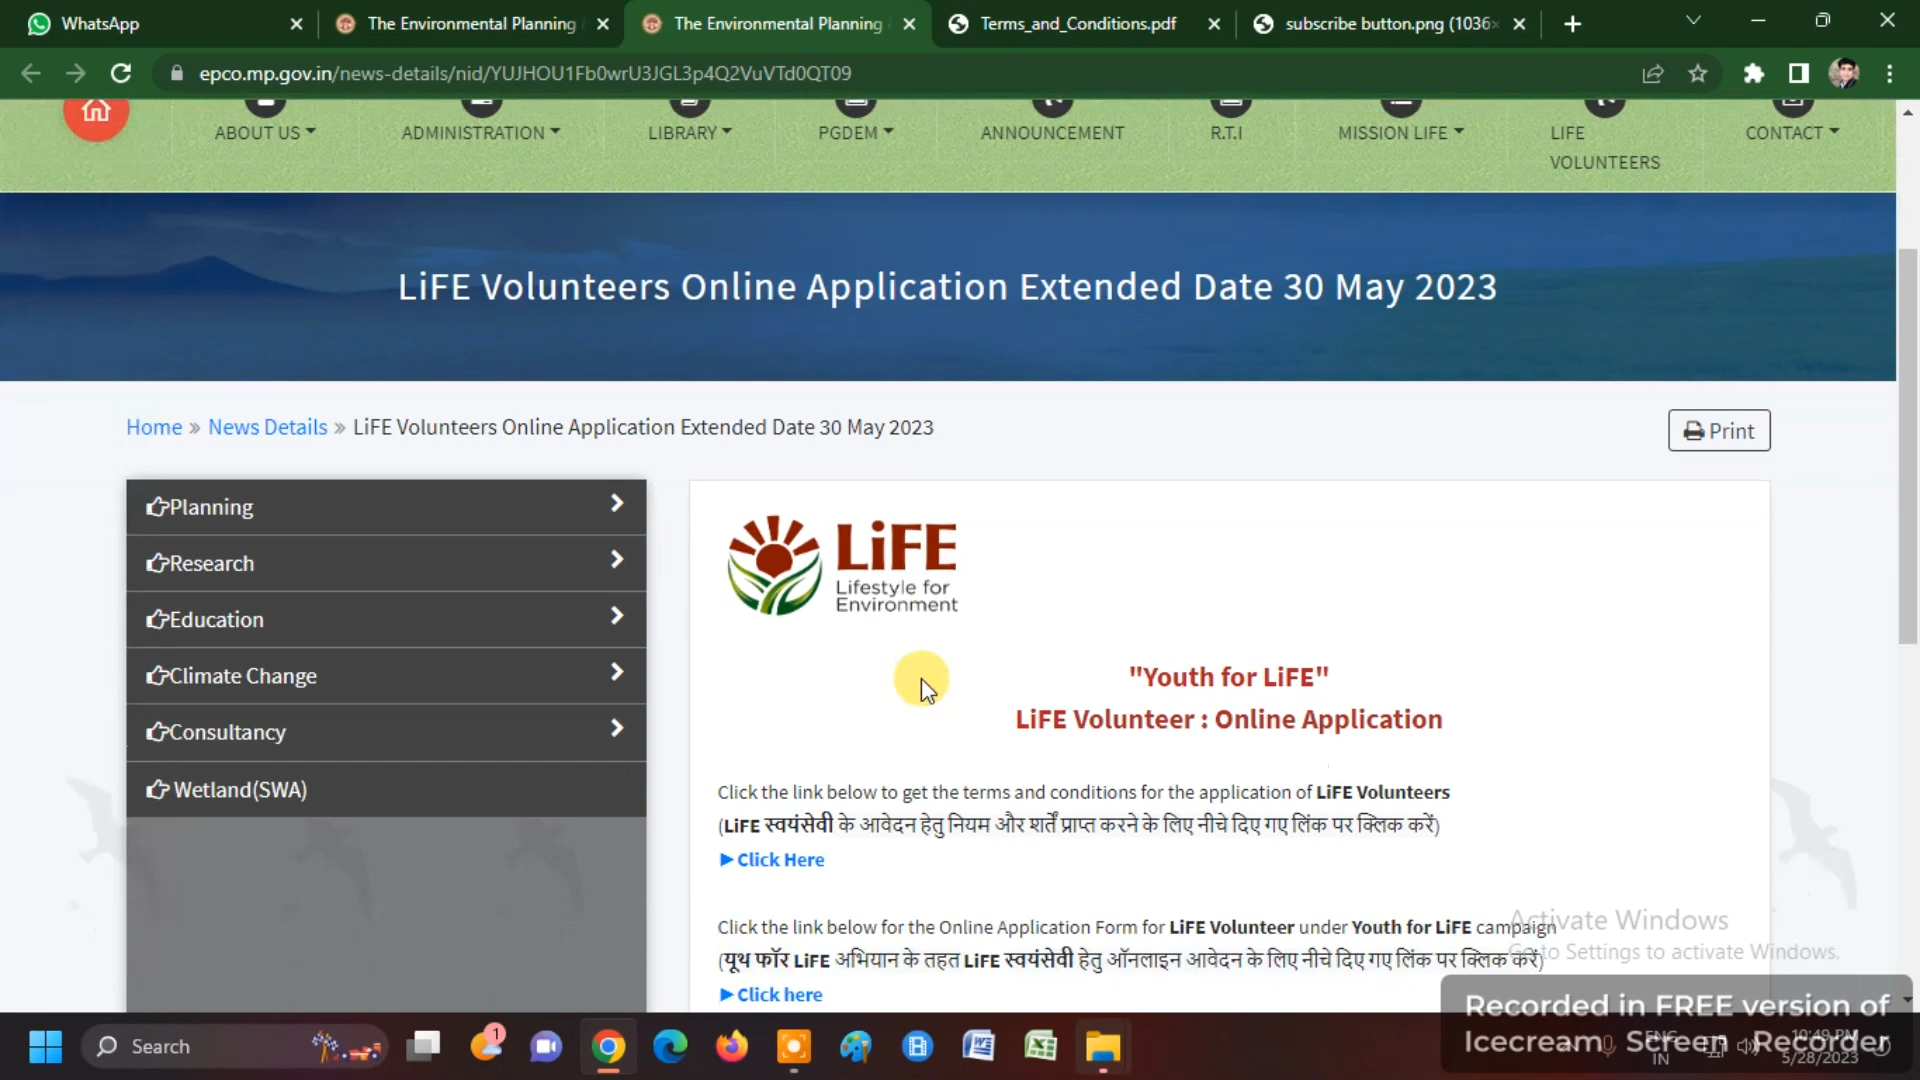 WhatsApp
The Environmental Planning
The Environmental Planning
Terms_and_Conditions.pdf
subscribe button.png (1036×
epco.mp.gov.in/news-details/nid/YUJHOU1Fb0wrU3JGL3p4Q2VuVTd0QT09
ABOUT US
ADMINISTRATION
LIBRARY
PGDEM
ANNOUNCEMENT
R.T.I
MISSION LIFE
LIFE
VOLUNTEERS
CONTACT
LiFE Volunteers Online Application Extended Date 30 May 2023
Home » News Details » LiFE Volunteers Online Application Extended Date 30 May 2023
Print
Planning
Research
Education
Climate Change
Consultancy
Wetland(SWA)
LiFE
Lifestyle for
Environment
"Youth for LiFE"
LiFE Volunteer : Online Application
Click the link below to get the terms and conditions for the application of LiFE Volunteers
(LiFE स्वयंसेवी के आवेदन हेतु नियम और शर्तें प्राप्त करने के लिए नीचे दिए गए लिंक पर क्लिक करें)
►Click Here
Click the link below for the Online Application Form for LiFE Volunteer under Youth for LiFE campaign
(यूथ फॉर LiFE अभियान के तहत LiFE स्वयंसेवी हेतु ऑनलाइन आवेदन के लिए नीचे दिए गए लिंक पर क्लिक करें)
►Click here
Activate Windows
Go to Settings to activate Windows.
Recorded in FREE version of
Icecream Screen Recorder
Search
1
ENG
IN
10:49 PM
5/28/2023